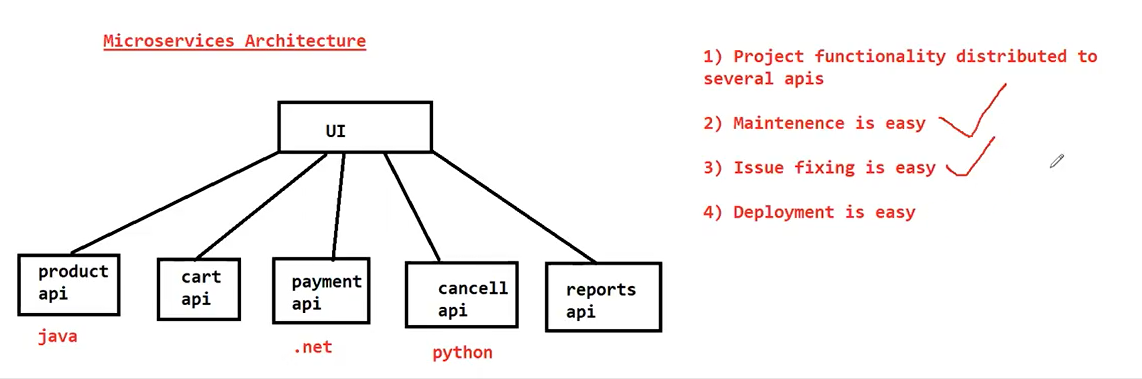 Microservices Architecture
UI
product
api
cart
api
payment
api
cancell
api
reports
api
java
.net
python
1) Project functionality distributed to
several apis
2) Maintenence is easy
3) Issue fixing is easy
4) Deployment is easy